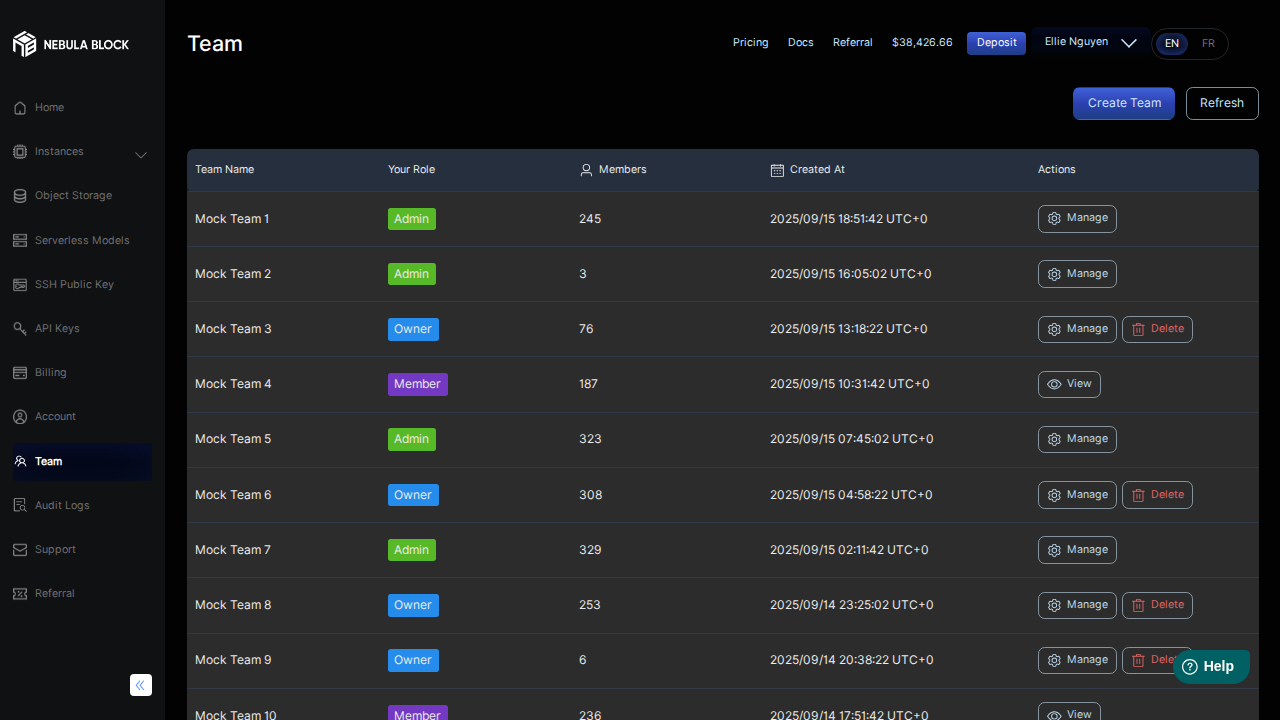 NEBULA BLOCK
Home
Instances
Object Storage
Serverless Models
SSH Public Key
API Keys
Billing
Account
Team
Audit Logs
Support
Referral
Team
Pricing Docs Referral $38,426.66 Deposit Ellie Nguyen EN FR
Create Team Refresh
Team Name Your Role Members Created At Actions
Mock Team 1 Admin 245 2025/09/15 18:51:42 UTC+0 Manage
Mock Team 2 Admin 3 2025/09/15 16:05:02 UTC+0 Manage
Mock Team 3 Owner 76 2025/09/15 13:18:22 UTC+0 Manage Delete
Mock Team 4 Member 187 2025/09/15 10:31:42 UTC+0 View
Mock Team 5 Admin 323 2025/09/15 07:45:02 UTC+0 Manage
Mock Team 6 Owner 308 2025/09/15 04:58:22 UTC+0 Manage Delete
Mock Team 7 Admin 329 2025/09/15 02:11:42 UTC+0 Manage
Mock Team 8 Owner 253 2025/09/14 23:25:02 UTC+0 Manage Delete
Mock Team 9 Owner 6 2025/09/14 20:38:22 UTC+0 Manage Delete
Mock Team 10 Member 236 2025/09/14 17:51:42 UTC+0 View
Help